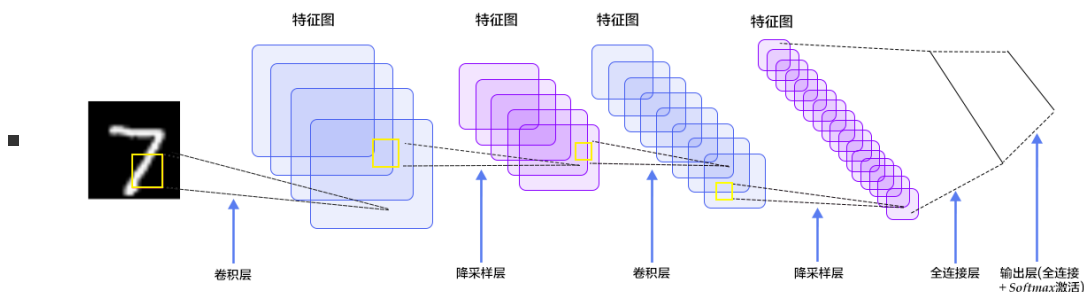 特征图
特征图
特征图
特征图
7
卷积层
降采样层
卷积层
降采样层
全连接层
输出层(全连接
+ Softmax激活)